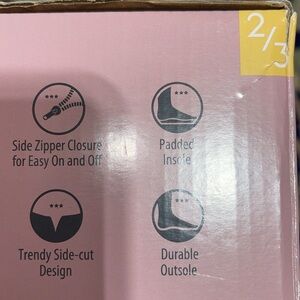 2/3
Side Zipper Closure
for Easy On and Off
Padded
Insole
Trendy Side-cut
Design
Durable
Outsole